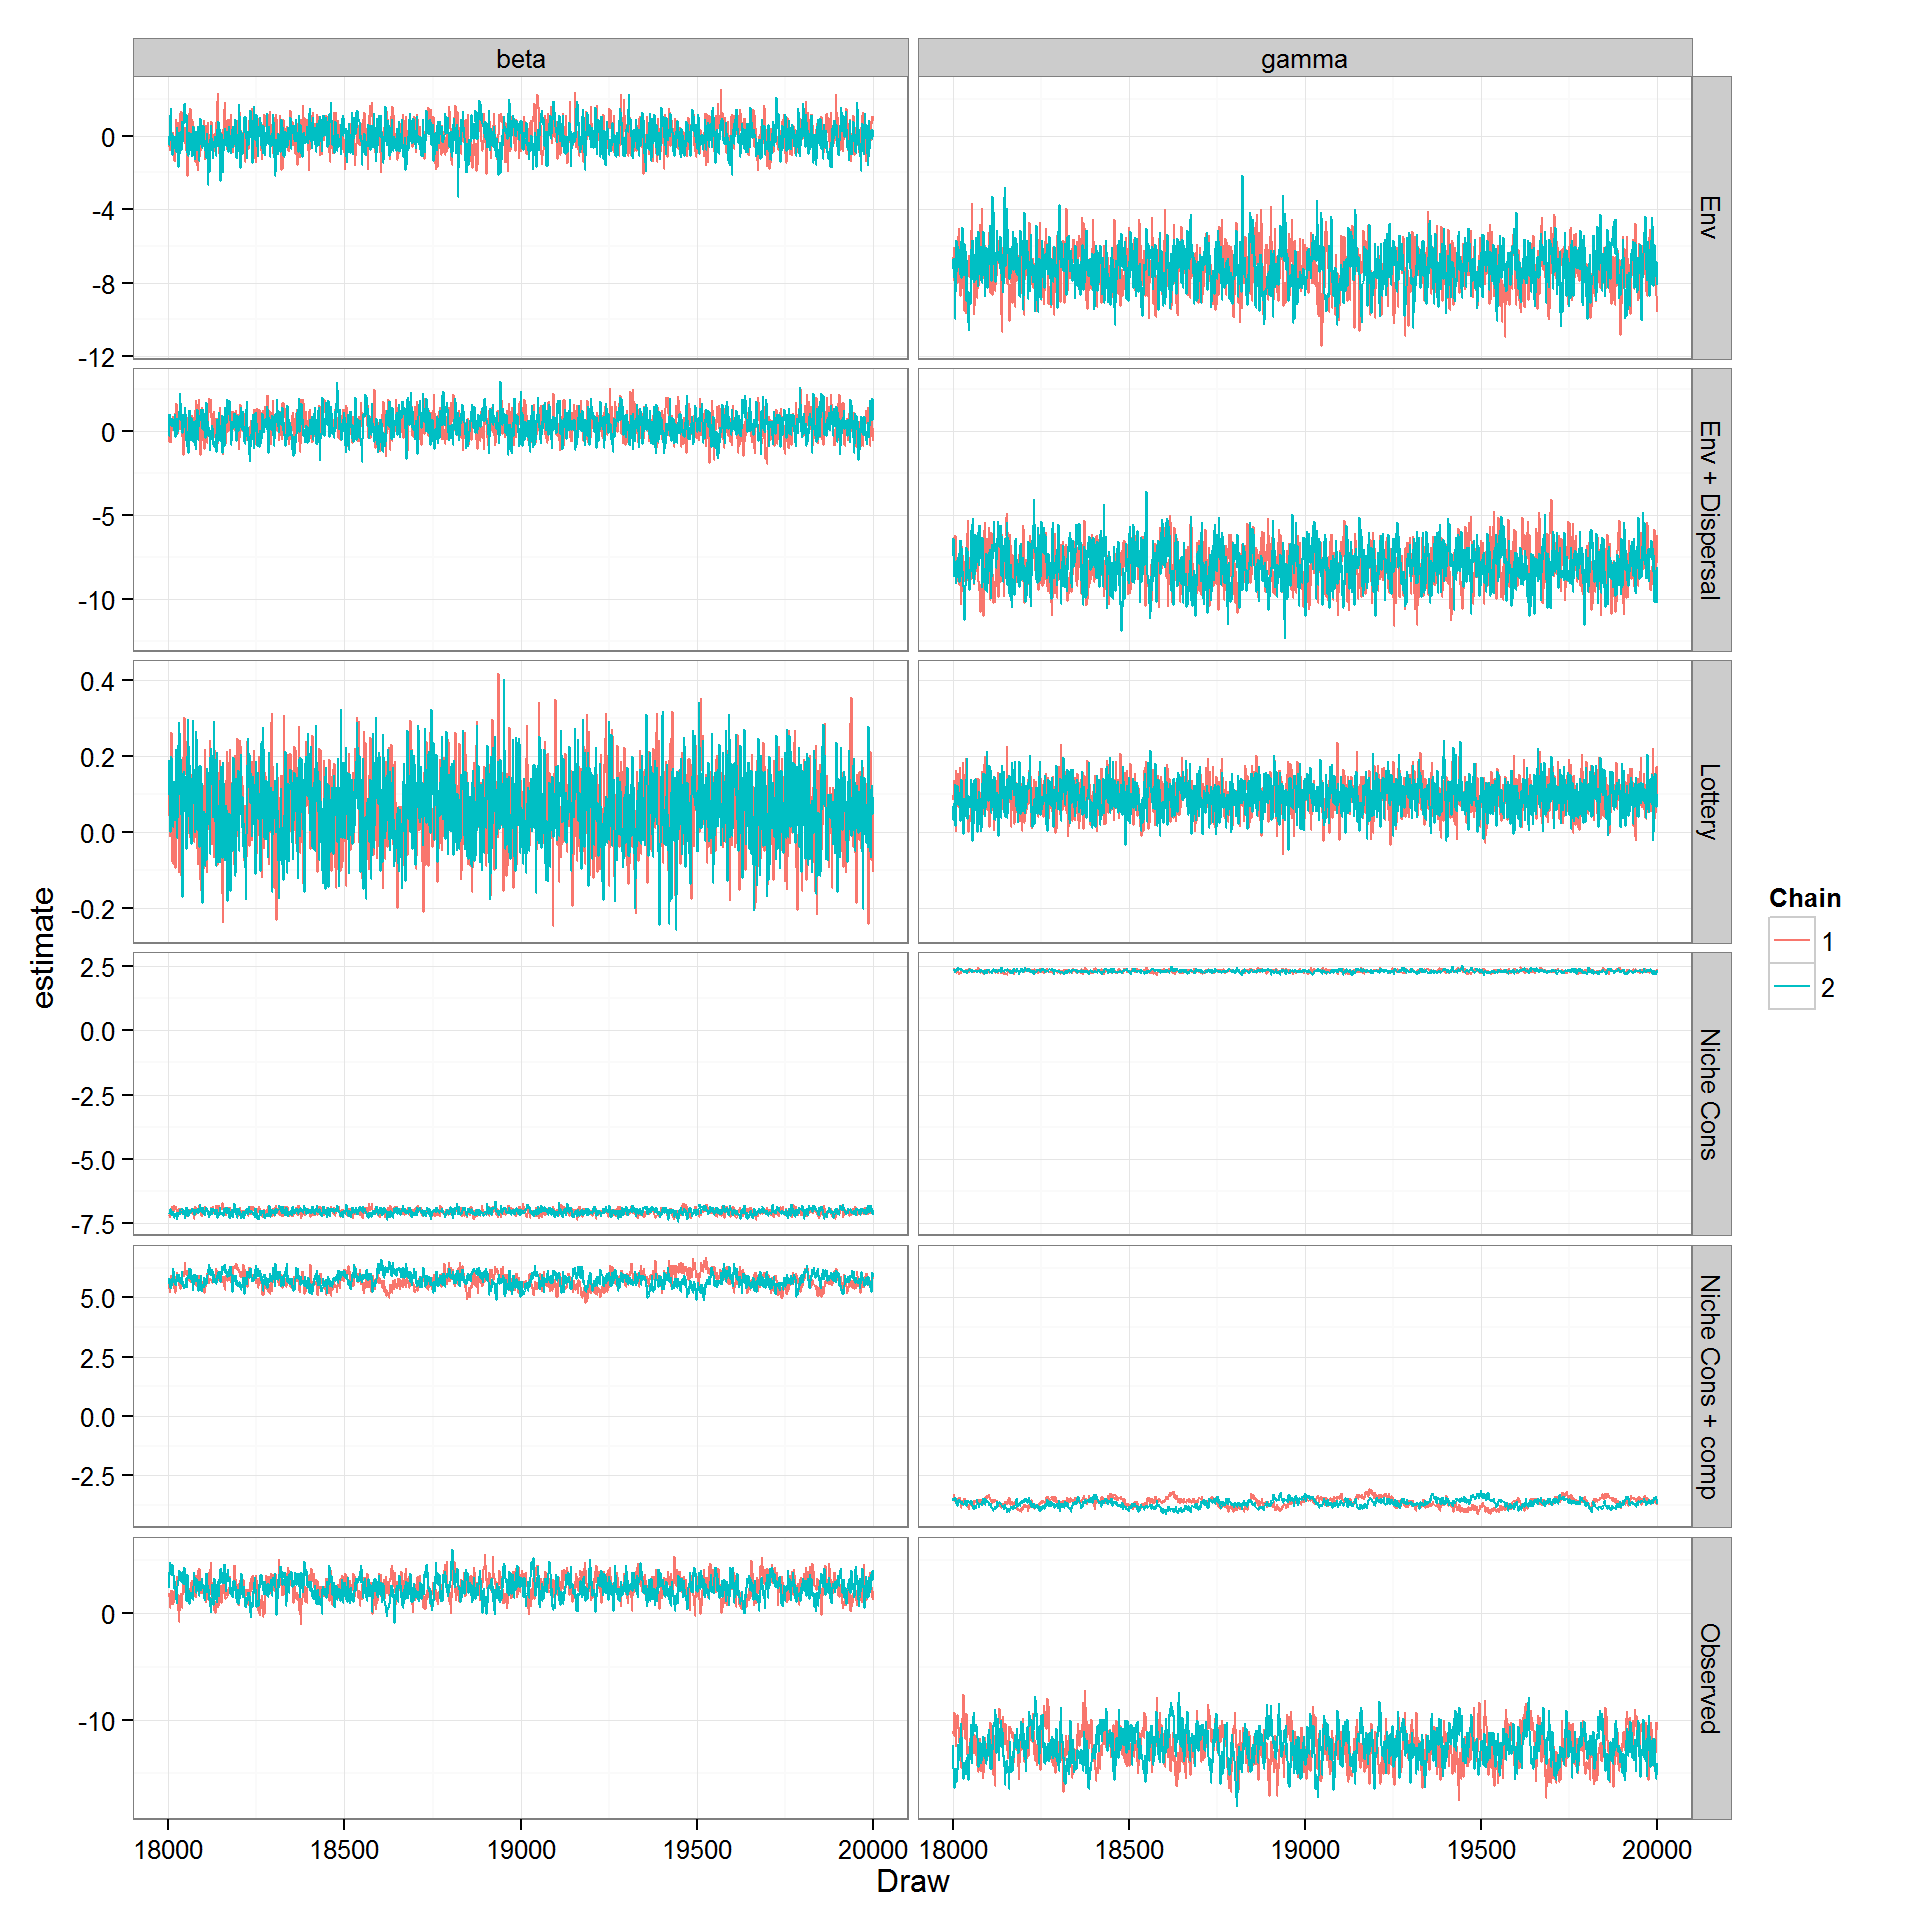 beta
gamma
0
-4
-8
-12
Env
0
-5
-10
Env + Dispersal
0.4
0.2
0.0
-0.2
Lottery
2.5
0.0
-2.5
-5.0
-7.5
Niche Cons
5.0
2.5
0.0
-2.5
Niche Cons + comp
0
-10
Observed
18000 18500 19000 19500 20000
18000 18500 19000 19500 20000
Draw
estimate
Chain
1
2